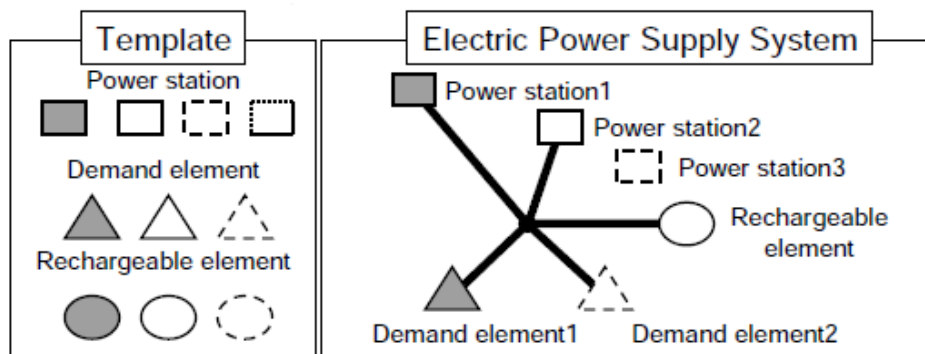 Template
Power station
Demand element
Rechargeable element
Electric Power Supply System
Power station1
Power station2
Power station3
Rechargeable
element
Demand element1
Demand element2